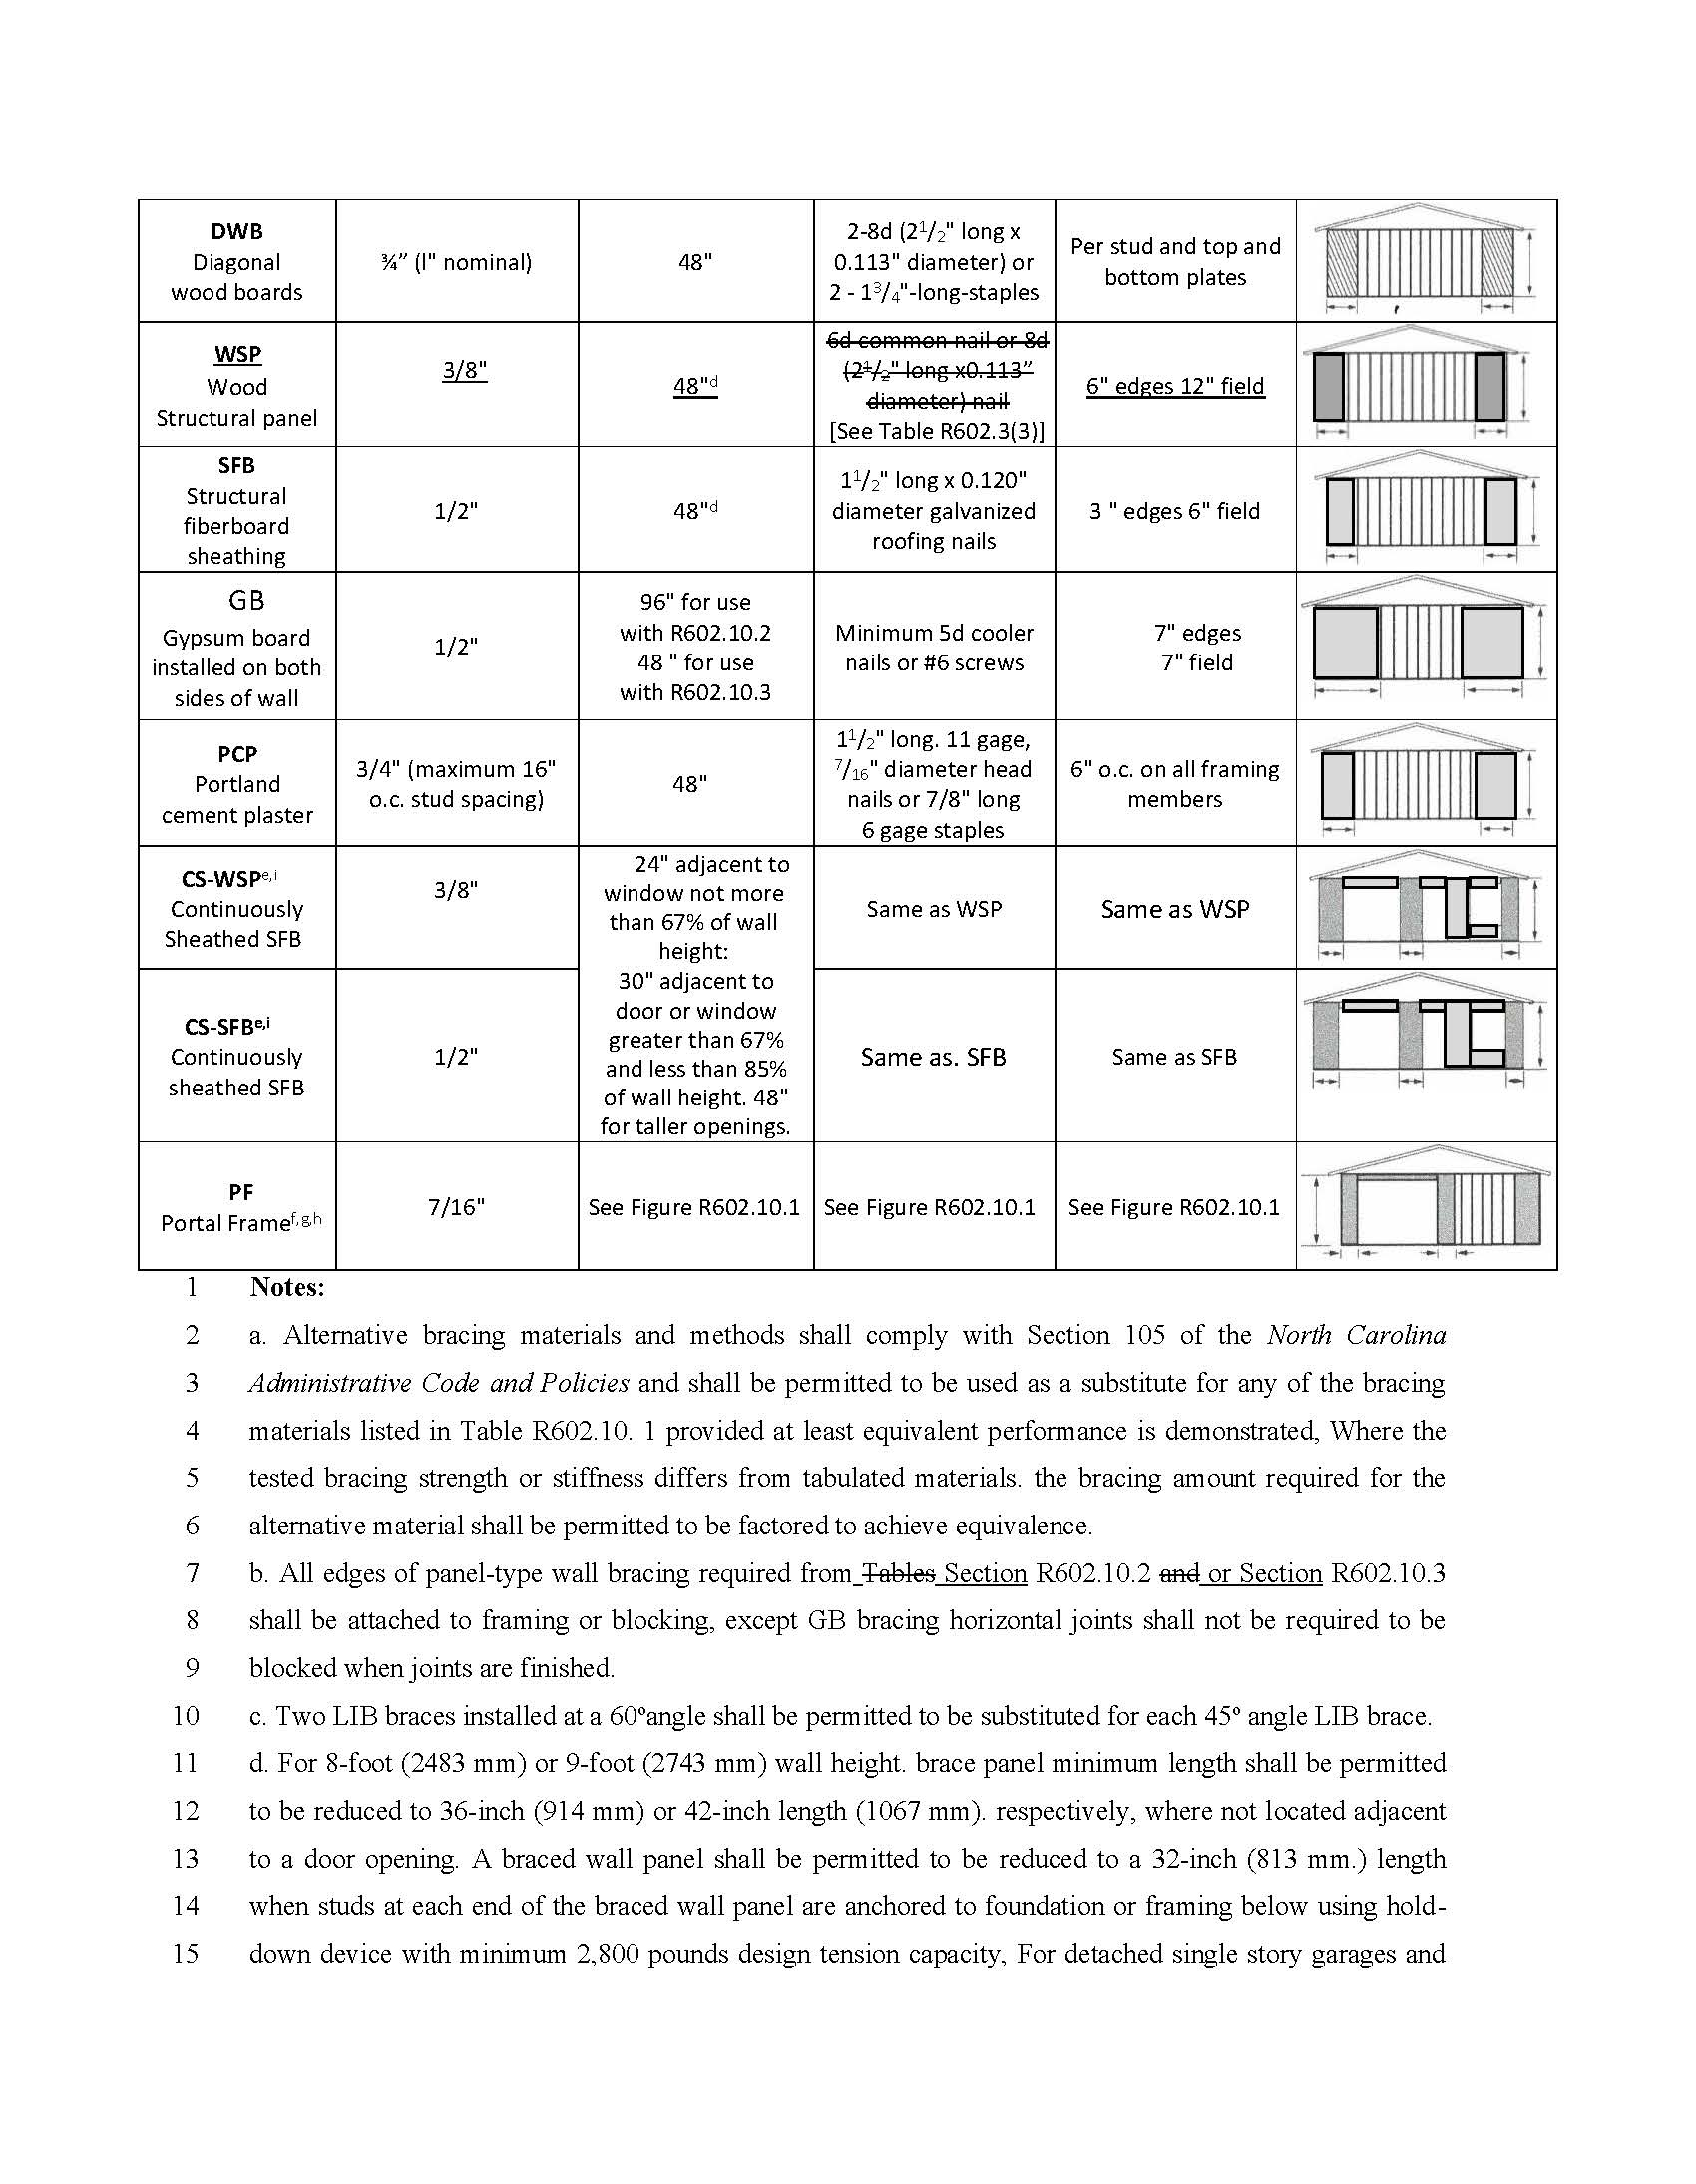 DWB
Diagonal
wood boards
¾” (l" nominal)
48"
2-8d (21/2" long x
0.113" diameter) or
2 - 13/4"-long-staples
Per stud and top and
bottom plates
WSP
Wood
Structural panel
3/8"
48"d
6d common nail or 8d
(21/2" long x0.113”
diameter) nail
[See Table R602.3(3)]
6" edges 12" field
SFB
Structural
fiberboard
sheathing
1/2"
48"d
11/2" long x 0.120"
diameter galvanized
roofing nails
3 " edges 6" field
GB
Gypsum board
installed on both
sides of wall
1/2"
96" for use
with R602.10.2
48 " for use
with R602.10.3
Minimum 5d cooler
nails or #6 screws
7" edges
7" field
PCP
Portland
cement plaster
3/4" (maximum 16"
o.c. stud spacing)
48"
11/2" long. 11 gage,
7/16" diameter head
nails or 7/8" long
6 gage staples
6" o.c. on all framing
members
CS-WSPe,i
Continuously
Sheathed SFB
3/8"
24" adjacent to
window not more
than 67% of wall
height:
30" adjacent to
door or window
greater than 67%
and less than 85%
of wall height. 48"
for taller openings.
Same as WSP
Same as WSP
CS-SFBe,i
Continuously
sheathed SFB
1/2"
Same as. SFB
Same as SFB
PF
Portal Framef,g,h
7/16"
See Figure R602.10.1
See Figure R602.10.1
See Figure R602.10.1
1 Notes:
2 a. Alternative bracing materials and methods shall comply with Section 105 of the North Carolina
3 Administrative Code and Policies and shall be permitted to be used as a substitute for any of the bracing
4 materials listed in Table R602.10. 1 provided at least equivalent performance is demonstrated, Where the
5 tested bracing strength or stiffness differs from tabulated materials. the bracing amount required for the
6 alternative material shall be permitted to be factored to achieve equivalence.
7 b. All edges of panel-type wall bracing required from Tables Section R602.10.2 and or Section R602.10.3
8 shall be attached to framing or blocking, except GB bracing horizontal joints shall not be required to be
9 blocked when joints are finished.
10 c. Two LIB braces installed at a 60ºangle shall be permitted to be substituted for each 45º angle LIB brace.
11 d. For 8-foot (2483 mm) or 9-foot (2743 mm) wall height. brace panel minimum length shall be permitted
12 to be reduced to 36-inch (914 mm) or 42-inch length (1067 mm). respectively, where not located adjacent
13 to a door opening. A braced wall panel shall be permitted to be reduced to a 32-inch (813 mm.) length
14 when studs at each end of the braced wall panel are anchored to foundation or framing below using hold-
15 down device with minimum 2,800 pounds design tension capacity, For detached single story garages and